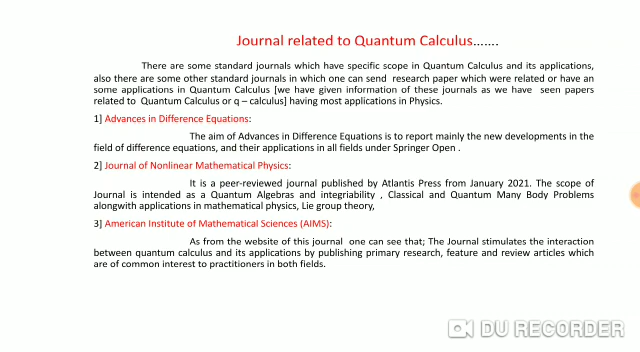 Journal related to Quantum Calculus.......
There are some standard journals which have specific scope in Quantum Calculus and its applications,
also there are some other standard journals in which one can send research paper which were related or have an
some applications in Quantum Calculus [we have given information of these journals as we have seen papers
related to Quantum Calculus or q – calculus] having most applications in Physics.
1] Advances in Difference Equations:
The aim of Advances in Difference Equations is to report mainly the new developments in the
field of difference equations, and their applications in all fields under Springer Open .
2] Journal of Nonlinear Mathematical Physics:
It is a peer-reviewed journal published by Atlantis Press from January 2021. The scope of
Journal is intended as a Quantum Algebras and integriability , Classical and Quantum Many Body Problems
alongwith applications in mathematical physics, Lie group theory,
3] American Institute of Mathematical Sciences (AIMS):
As from the website of this journal one can see that; The Journal stimulates the interaction
between quantum calculus and its applications by publishing primary research, feature and review articles which
are of common interest to practitioners in both fields.
DU RECORDER